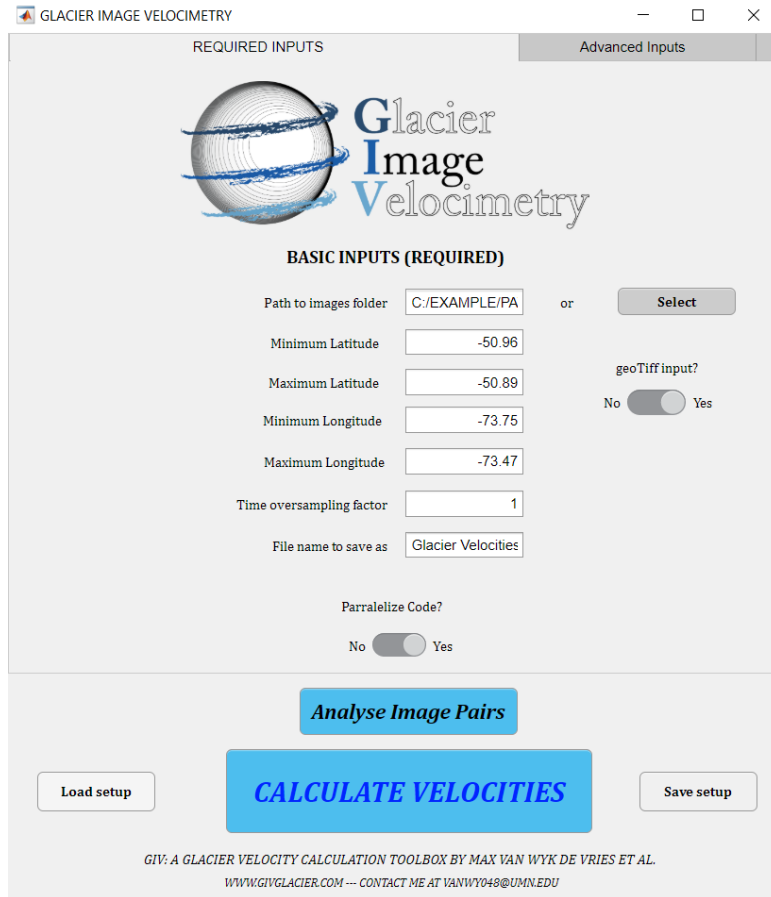 GLACIER IMAGE VELOCIMETRY
REQUIRED INPUTS
Advanced Inputs
Glacier
Image
Velocimetry
BASIC INPUTS (REQUIRED)
Path to images folder C:/EXAMPLE/PA or Select
Minimum Latitude -50.96
geoTiff input?
Maximum Latitude -50.89
No Yes
Minimum Longitude -73.75
Maximum Longitude -73.47
Time oversampling factor 1
File name to save as Glacier Velocities
Parralelize Code?
No Yes
Analyse Image Pairs
Load setup
CALCULATE VELOCITIES
Save setup
GIV: A GLACIER VELOCITY CALCULATION TOOLBOX BY MAX VAN WYK DE VRIES ET AL.
WWW.GIVGLACIER.COM --- CONTACT ME AT VANWY048@UMN.EDU